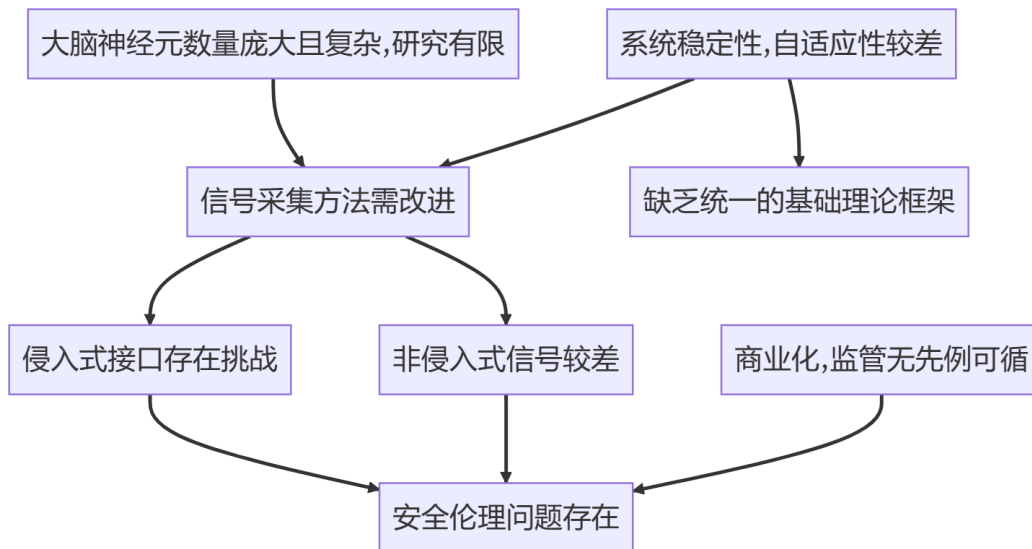 大脑神经元数量庞大且复杂,研究有限
系统稳定性,自适应性较差
信号采集方法需改进
缺乏统一的基础理论框架
侵入式接口存在挑战
非侵入式信号较差
商业化,监管无先例可循
安全伦理问题存在